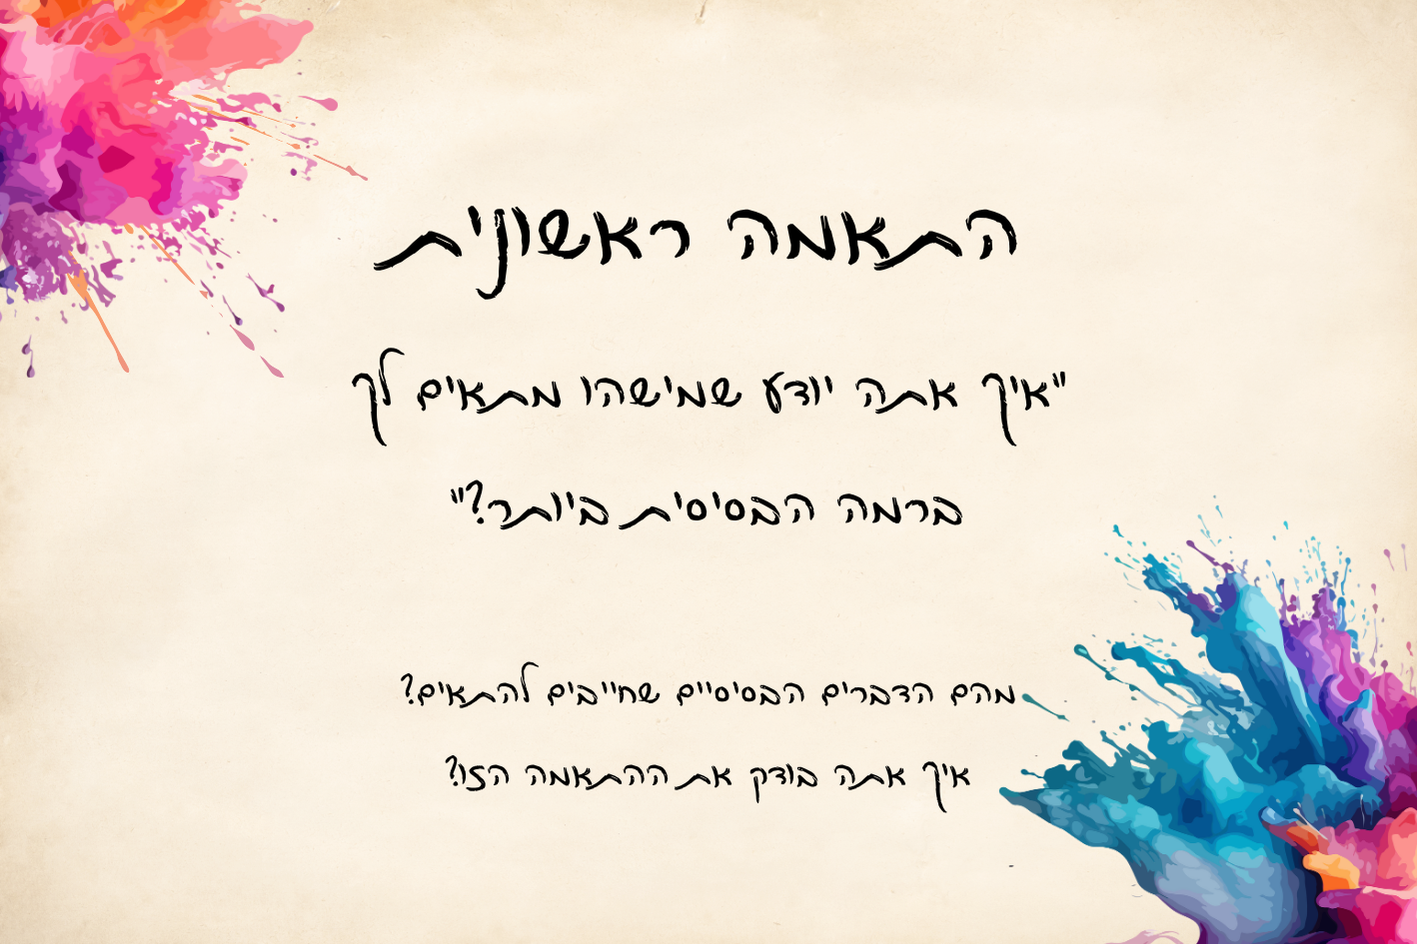 התאמה ראשונית
"איך אתה יודע שמישהו מתאים לך
ברמה הבסיסית ביותר?"
מהם הדברים הבסיסיים שחייבים להתאים?
איך אתה בודק את ההתאמה הזו?